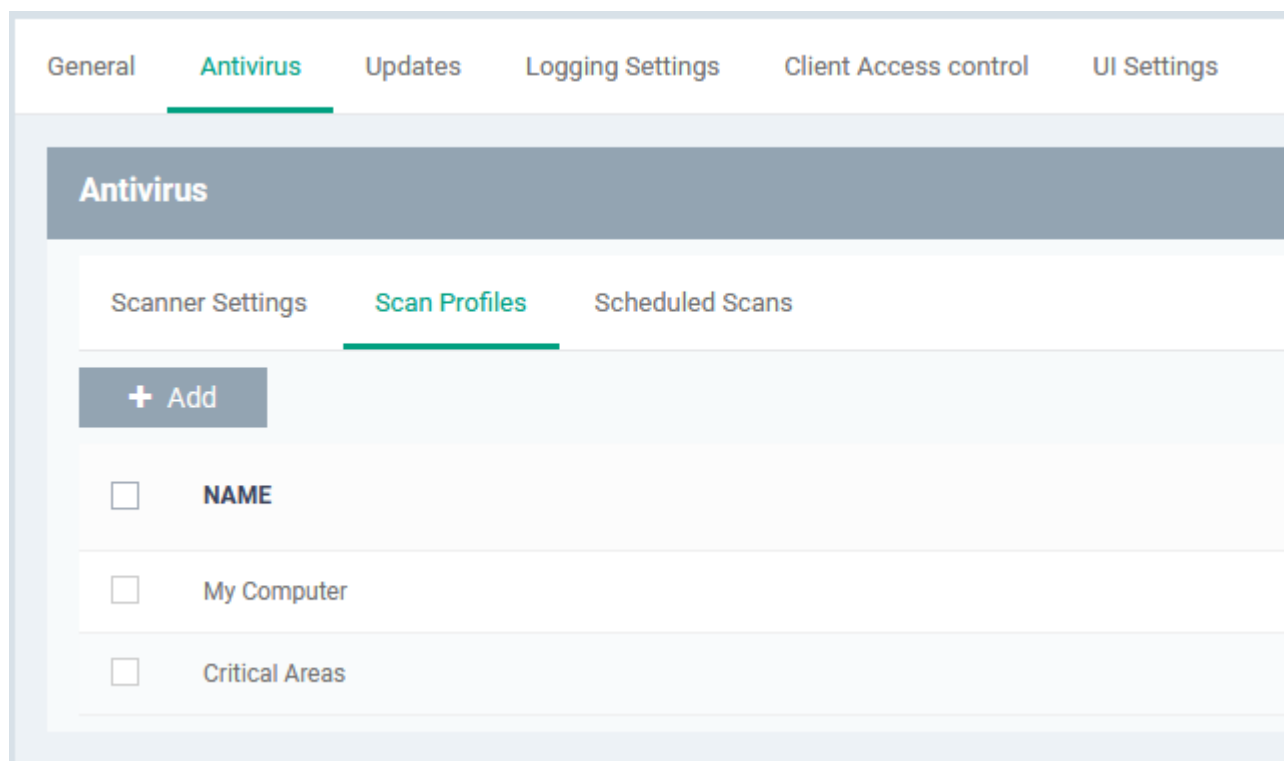 General Antivirus Updates Logging Settings Client Access control UI Settings
Antivirus
Scanner Settings Scan Profiles Scheduled Scans
+ Add
NAME
My Computer
Critical Areas